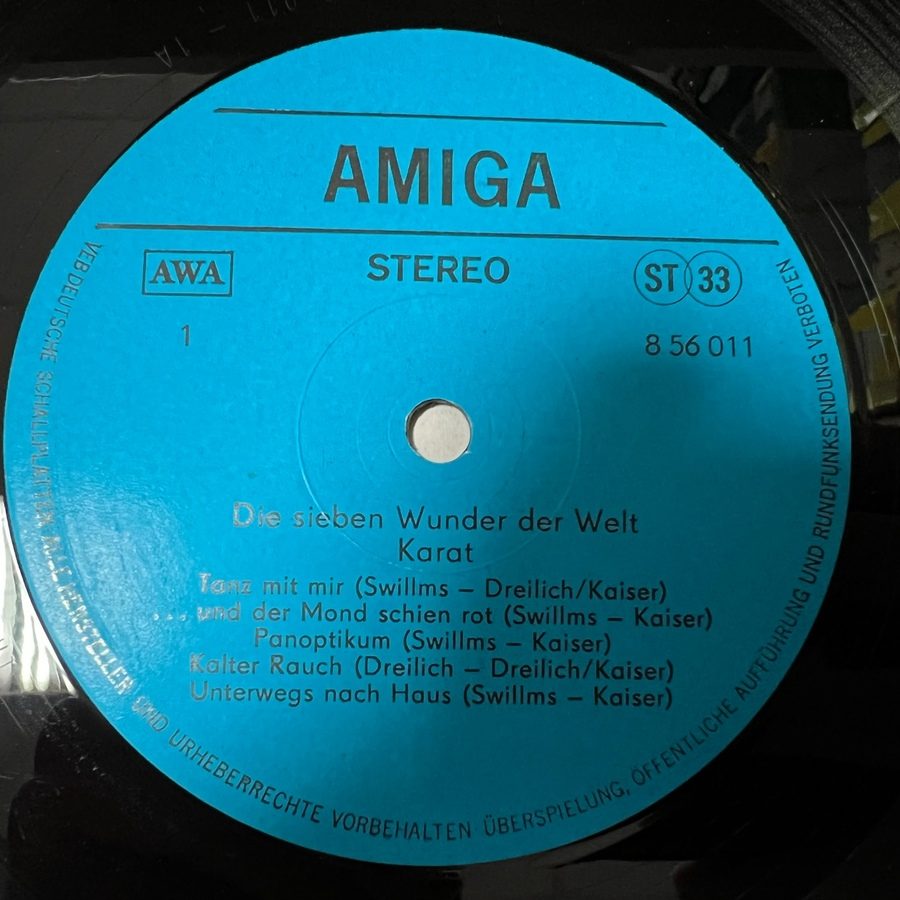 AMIGA
AWA
STEREO
ST 33
1
8 56 011
Die sieben Wunder der Welt
Karat
Tanz mit mir (Swillms – Dreilich/Kaiser)
... und der Mond schien rot (Swillms – Kaiser)
Panoptikum (Swillms – Kaiser)
Kalter Rauch (Dreilich – Dreilich/Kaiser)
Unterwegs nach Haus (Swillms – Kaiser)
VEB DEUTSCHE SCHALLPLATTEN ALLE HERSTELLER UND URHEBERRECHTE VORBEHALTEN ÜBERSPIELUNG, ÖFFENTLICHE AUFFÜHRUNG UND RUNDFUNKSENDUNG VERBOTEN